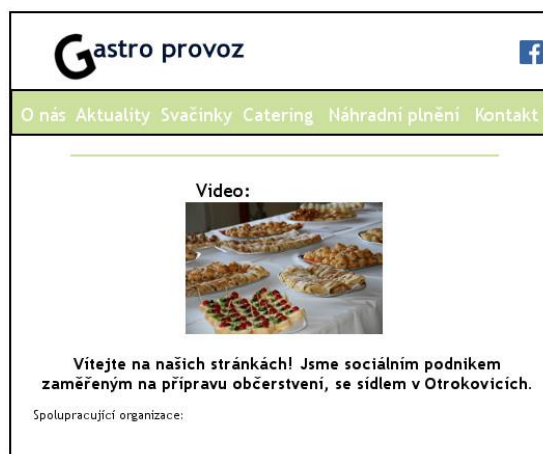 Gastro provoz
f
O nás Aktuality Svačinky Catering Náhradní plnění Kontakt
Video:
Vítejte na našich stránkách! Jsme sociálním podnikem
zaměřeným na přípravu občerstvení, se sídlem v Otrokovicích.
Spolupracující organizace: